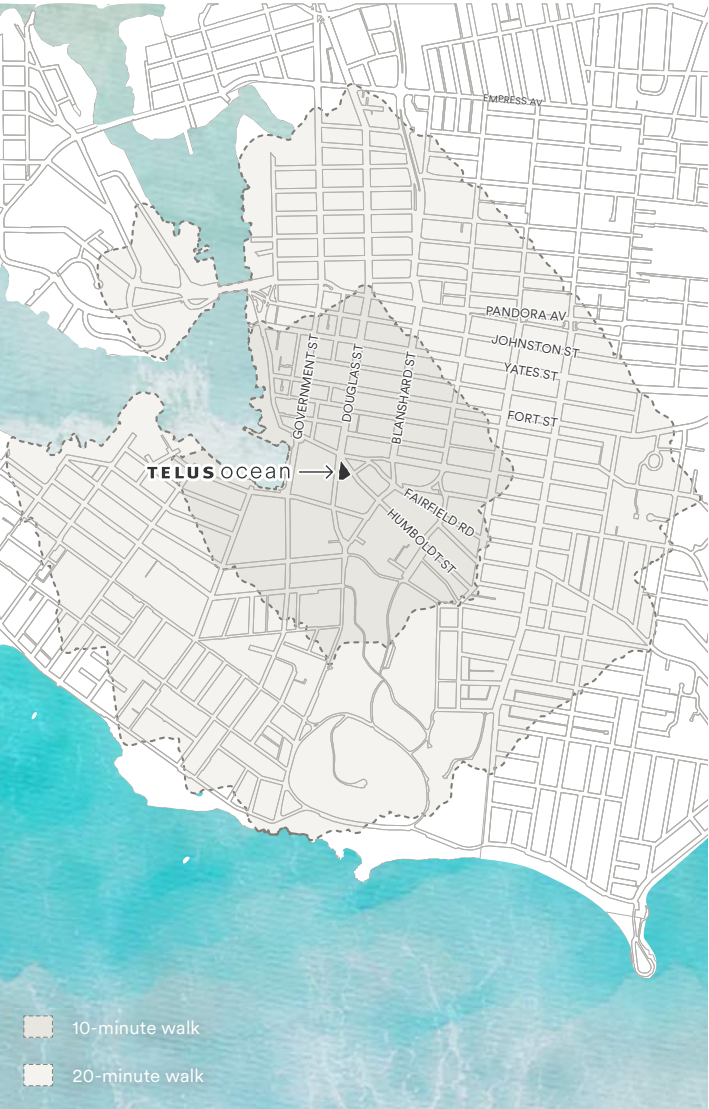 EMPRESS AV
PANDORA AV
JOHNSTON ST
YATES ST
GOVERNMENT ST
DOUGLAS ST
BLANSHARD ST
FORT ST
TELUS ocean
FAIRFIELD RD
HUMBOLDT ST
10-minute walk
20-minute walk